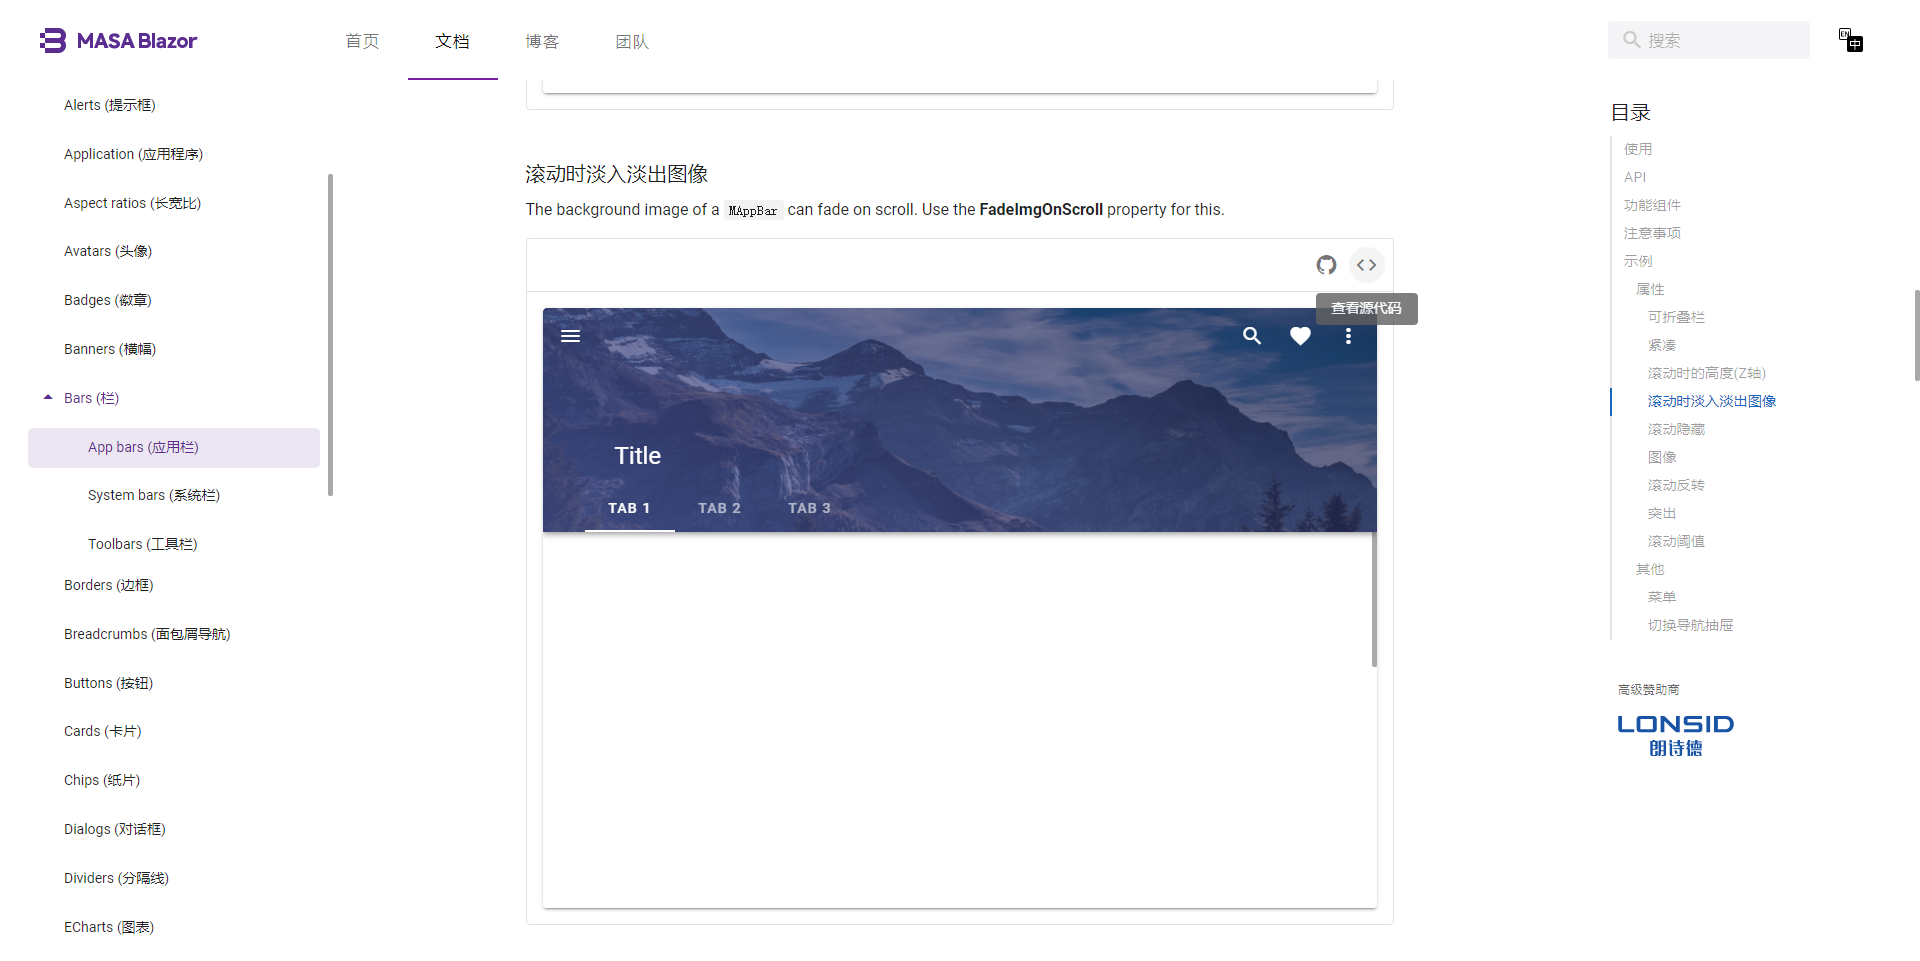 MASA Blazor
首页
文档
博客
团队
搜索
EN
中
Alerts (提示框)
Application (应用程序)
Aspect ratios (长宽比)
Avatars (头像)
Badges (徽章)
Banners (横幅)
Bars (栏)
App bars (应用栏)
System bars (系统栏)
Toolbars (工具栏)
Borders (边框)
Breadcrumbs (面包屑导航)
Buttons (按钮)
Cards (卡片)
Chips (纸片)
Dialogs (对话框)
Dividers (分隔线)
ECharts (图表)
滚动时淡入淡出图像
The background image of a MAppBar can fade on scroll. Use the FadeImgOnScroll property for this.
查看源代码
Title
TAB 1
TAB 2
TAB 3
目录
使用
API
功能组件
注意事项
示例
属性
可折叠栏
紧凑
滚动时的高度(Z轴)
滚动时淡入淡出图像
滚动隐藏
图像
滚动反转
突出
滚动阈值
其他
菜单
切换导航抽屉
高级赞助商
LONSID
朗诗德